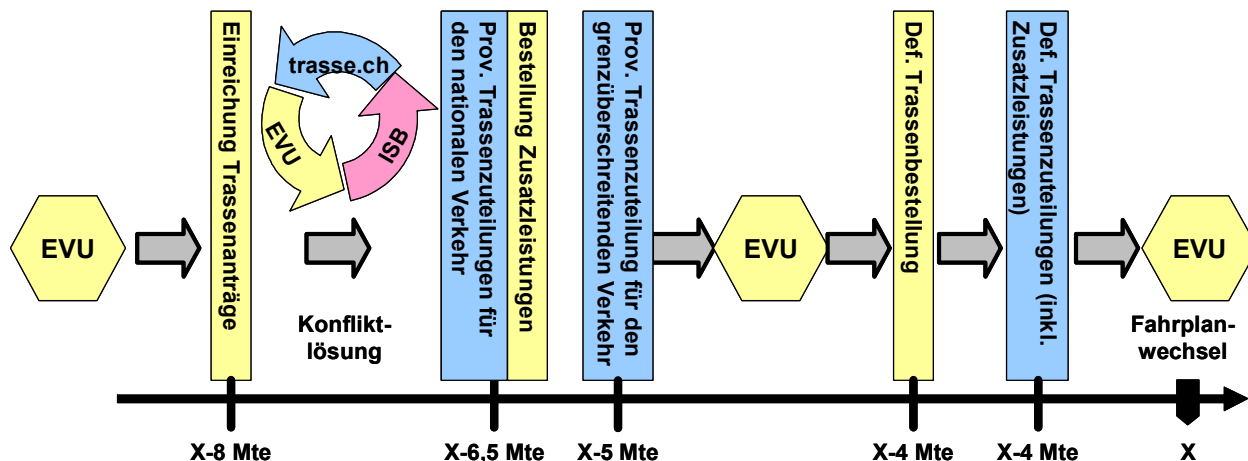 EVU
Einreichung Trassenanträge
trasse.ch
EVU
ISB
Konflikt-
lösung
Prov. Trassenzuteilungen für
den nationalen Verkehr
Bestellung Zusatzleistungen
Prov. Trassenzuteilung für den
grenzüberschreitenden Verkehr
EVU
Def. Trassenbestellung
Def. Trassenzuteilungen (inkl.
Zusatzleistungen)
EVU
Fahrplan-
wechsel
X-8 Mte
X-6,5 Mte
X-5 Mte
X-4 Mte
X-4 Mte
X